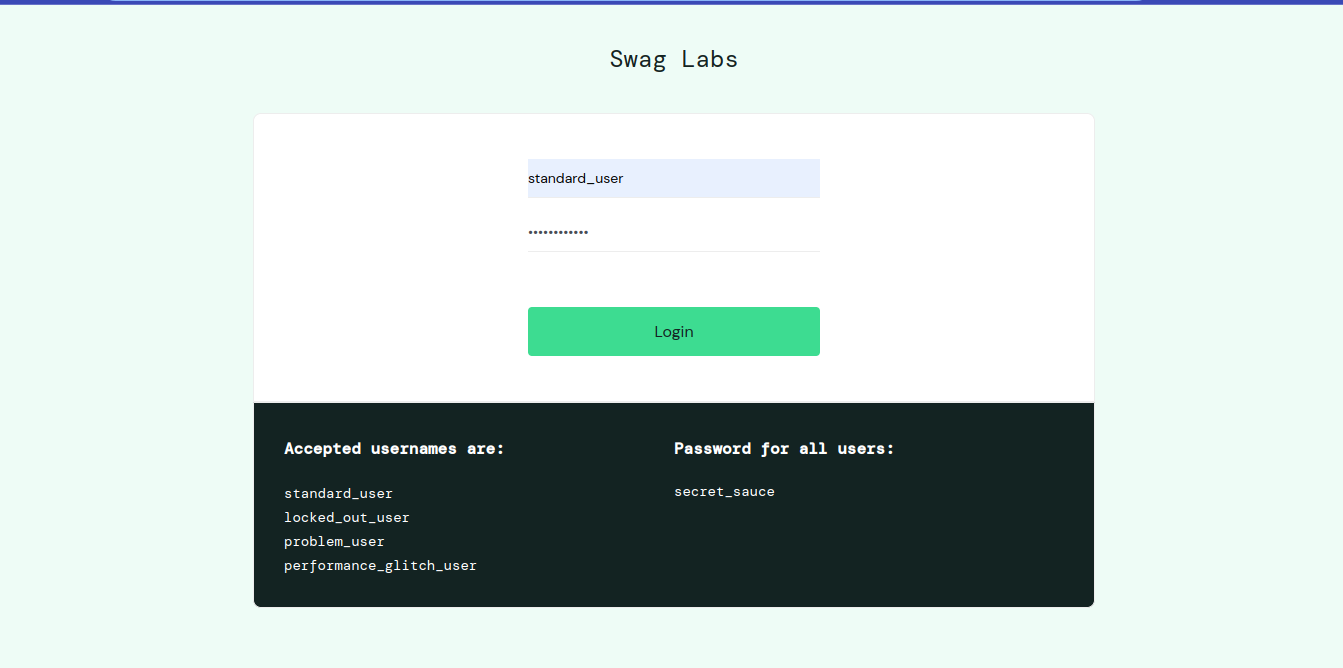 Swag Labs
standard_user
••••••••••••
Login
Accepted usernames are:
standard_user
locked_out_user
problem_user
performance_glitch_user
Password for all users:
secret_sauce